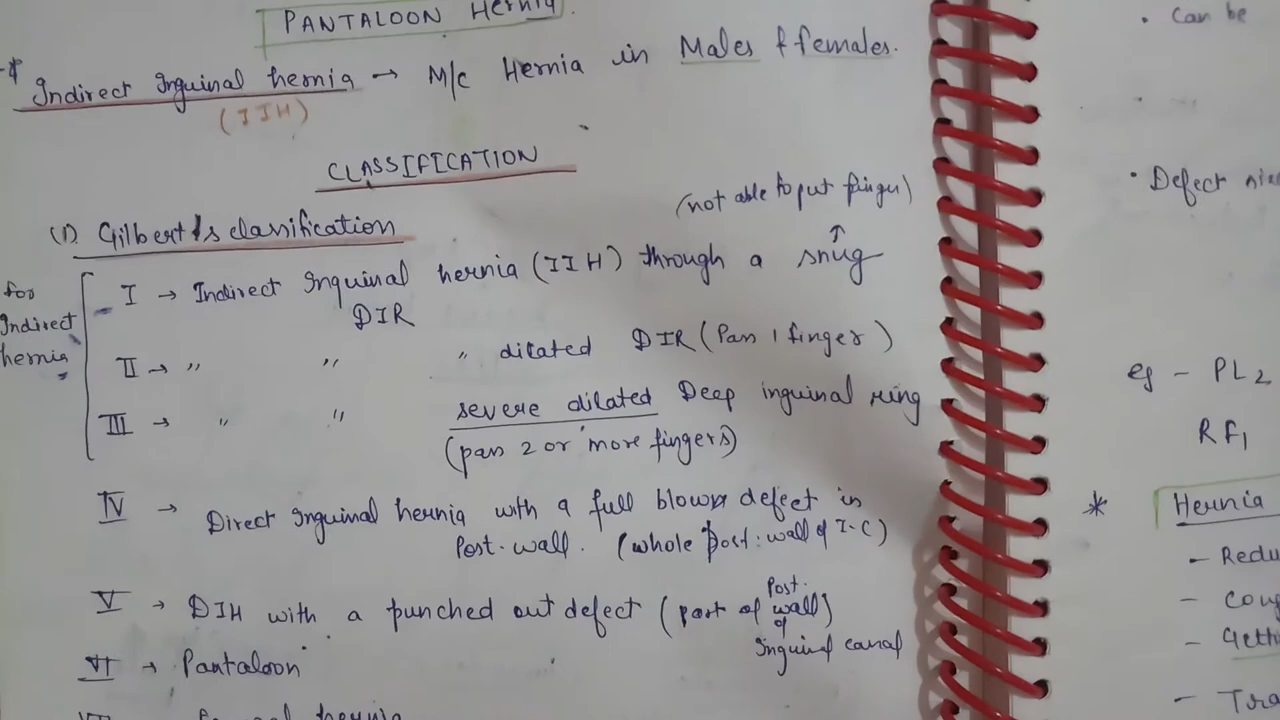 PANTALOON Hernia.
* Indirect Inguinal hernia → M/c Hernia in Males & females.
(IIH)
CLASSIFICATION
(not able to put finger)
(1) Gilbert's classification
↑
for Indirect hernia
I → Indirect Inguinal hernia (IIH) through a snug
DIR
II → " " " dilated DIR (Pass 1 finger)
III → " " severe dilated Deep inguinal ring
(pass 2 or more fingers)
IV → Direct Inguinal hernia with a full blown defect in
Post. wall. (whole post. wall of I.C)
V → DIH with a punched out defect (part of Post. wall)
of
Inguinal canal
VI → Pantaloon
VII hernia
• Can be
• Defect
eg - PL2
RF1
* Hernia
- Redu
- Coug
- Getti
- Tra